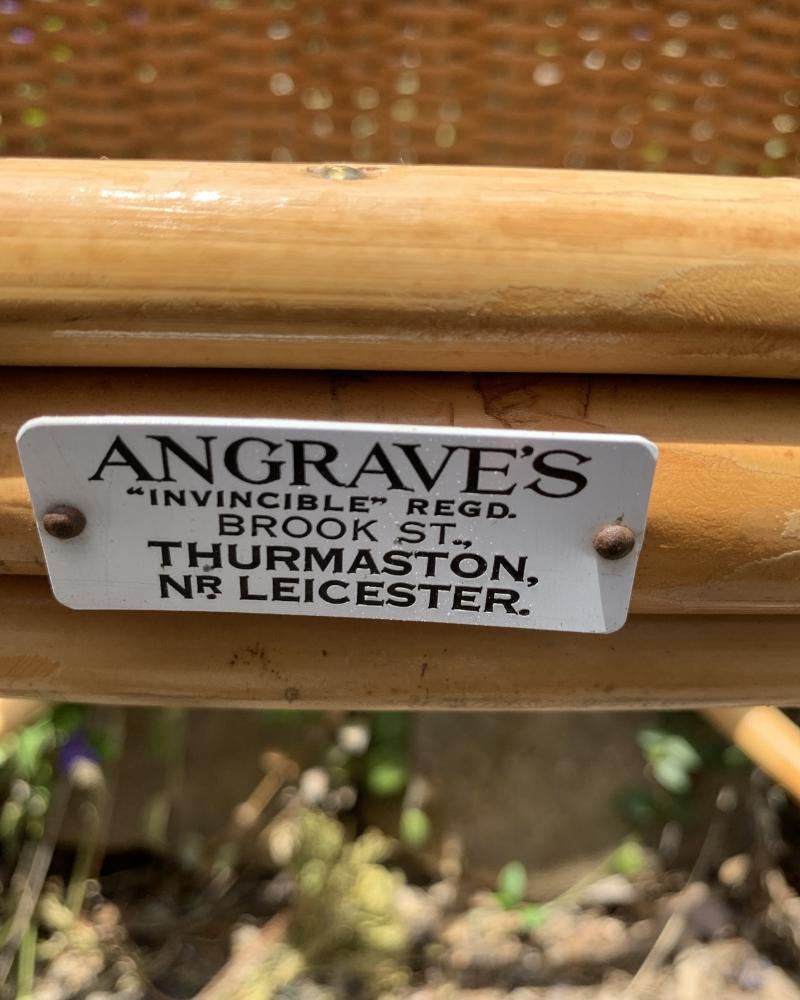 ANGRAVE'S
"INVINCIBLE" REGD.
BROOK ST.,
THURMASTON,
NR. LEICESTER.